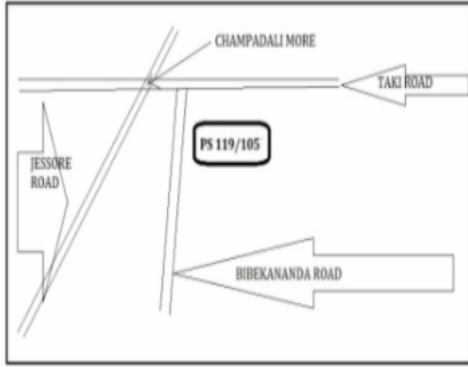 CHAMPADALI MORE
TAKI ROAD
PS 119/105
JESSORE
ROAD
BIBEKANANDA ROAD